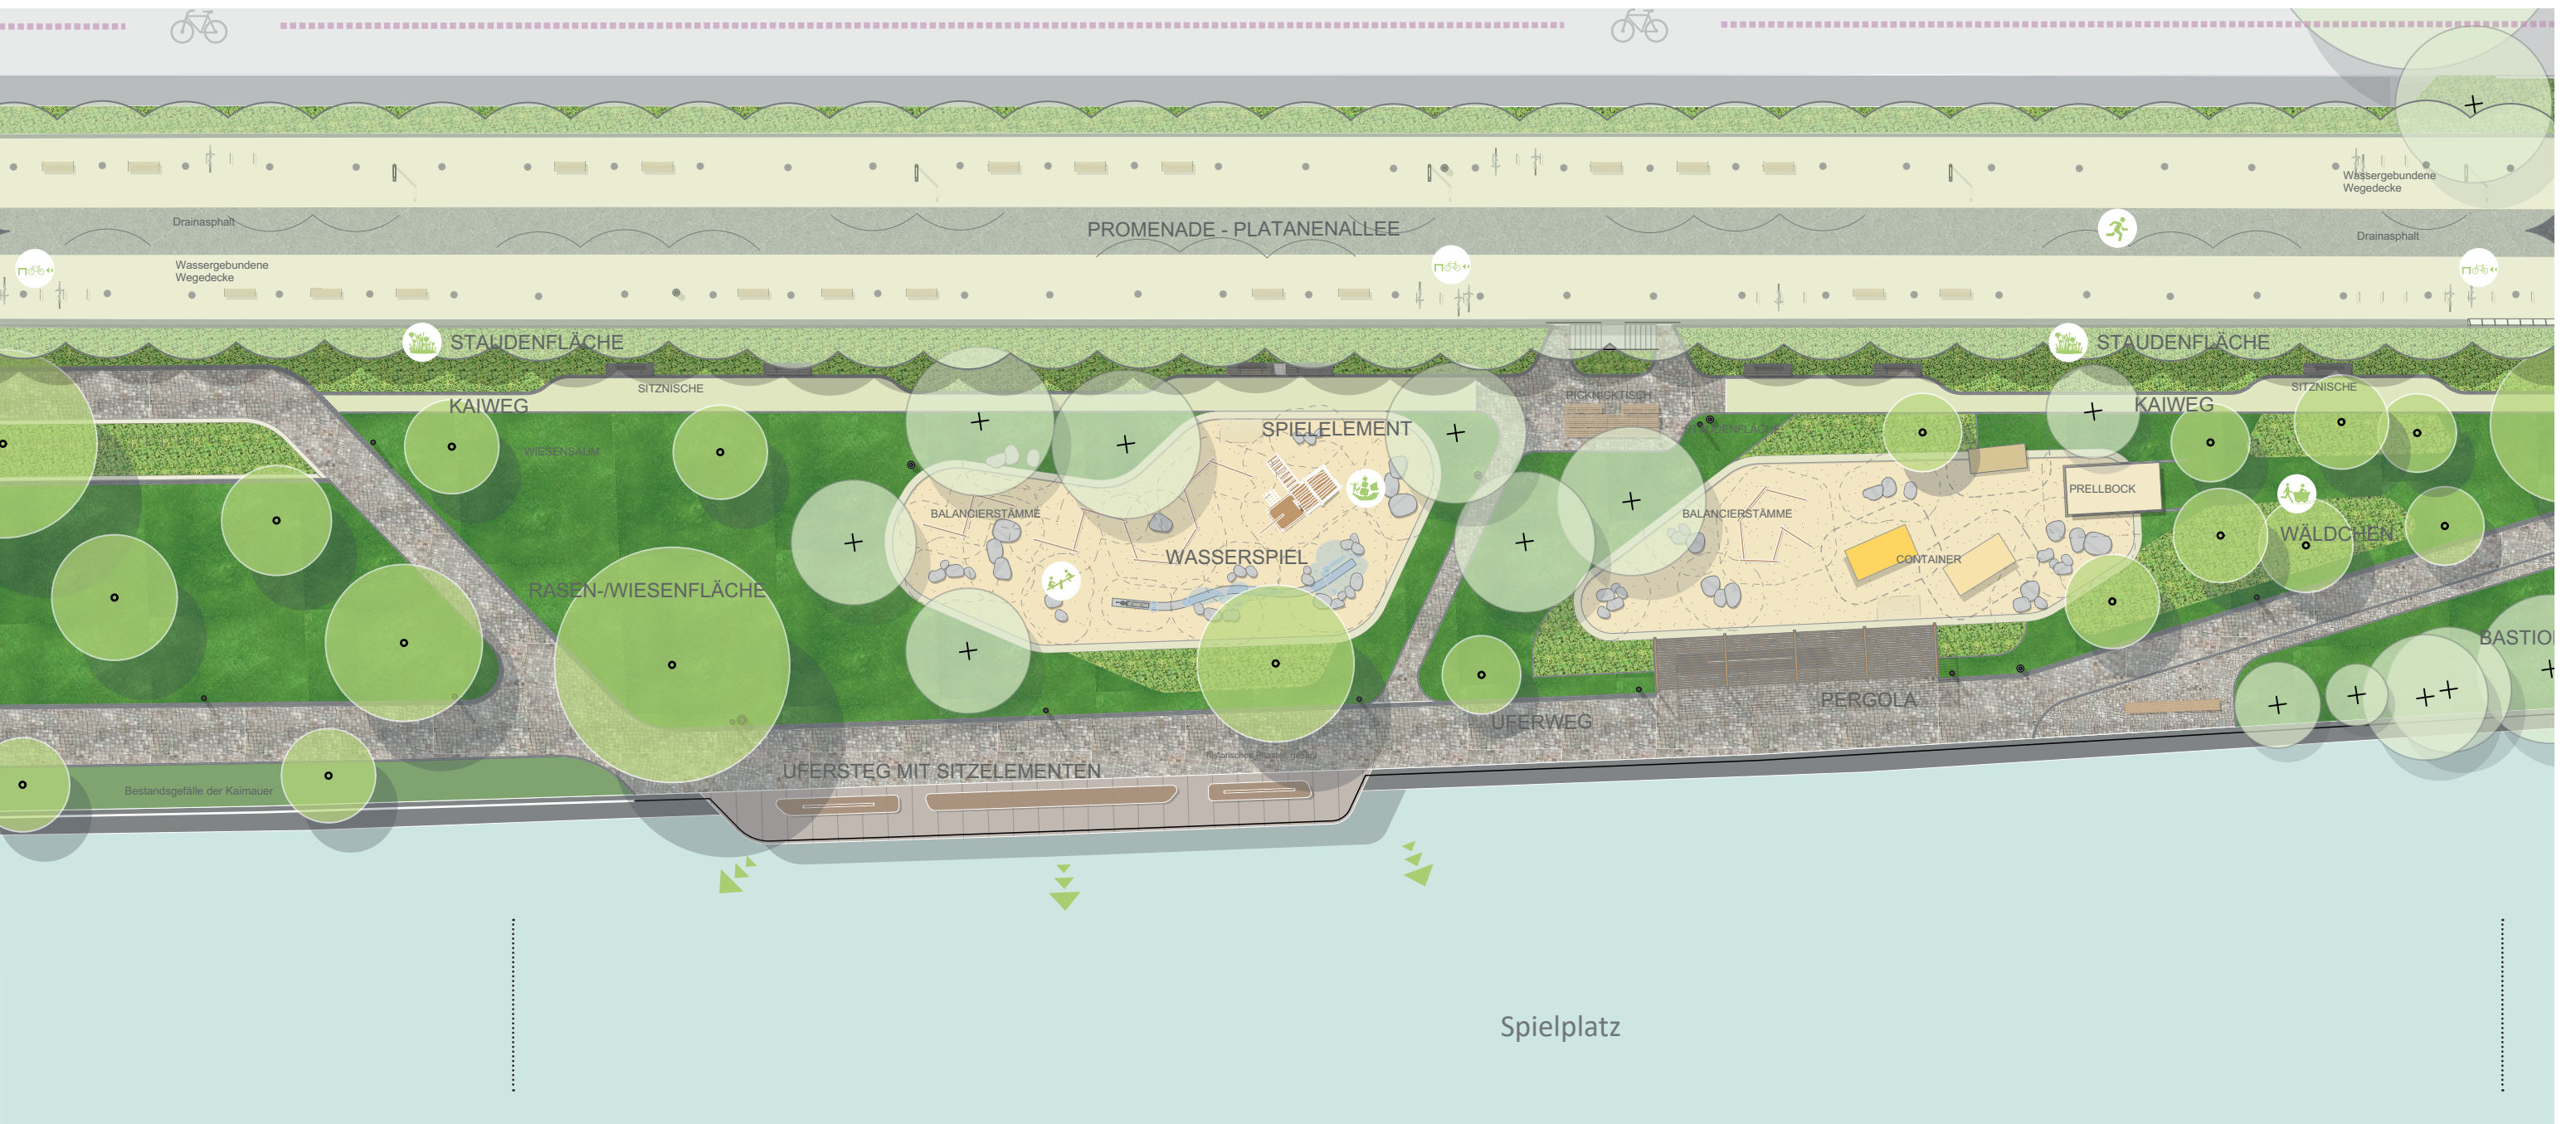 Wassergebundene
Wegedecke
Drainasphalt
PROMENADE - PLATANENALLEE
Drainasphalt
Wassergebundene
Wegedecke
STAUDENFLÄCHE
STAUDENFLÄCHE
SITZNISCHE
SITZNISCHE
KAIWEG
PICKNICKTISCH
KAIWEG
SPIELELEMENT
STAUDENFLÄCHE
WIESENSAUM
PRELLBOCK
BALANCIERSTÄMME
BALANCIERSTÄMME
WÄLDCHEN
WASSERSPIEL
CONTAINER
RASEN-/WIESENFLÄCHE
BASTIO
PERGOLA
UFERWEG
UFERSTEG MIT SITZELEMENTEN
Bestandsgefälle der Kaimauer
Spielplatz